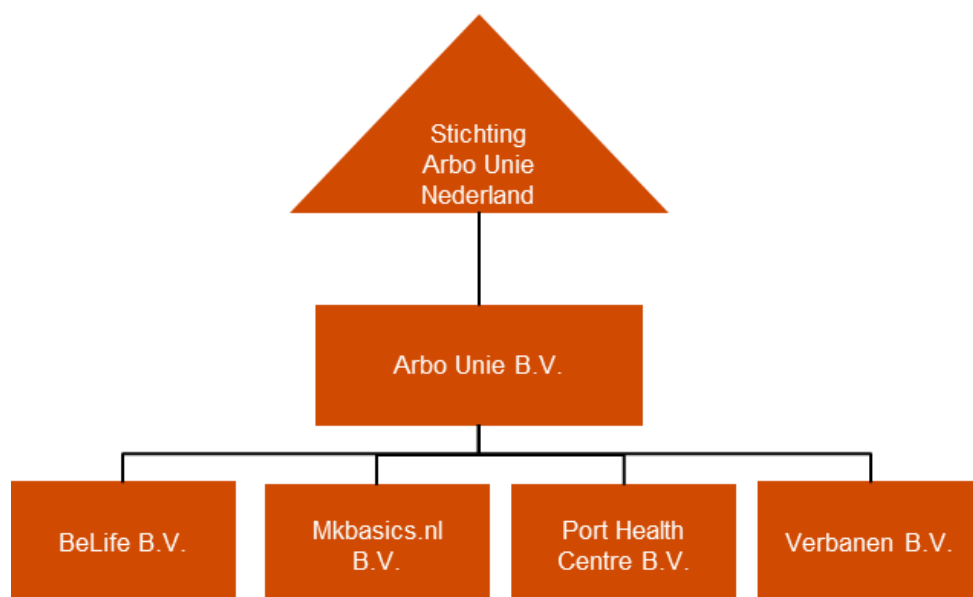 Stichting
Arbo Unie
Nederland
Arbo Unie B.V.
BeLife B.V.
Mkbasics.nl
B.V.
Port Health
Centre B.V.
Verbanen B.V.